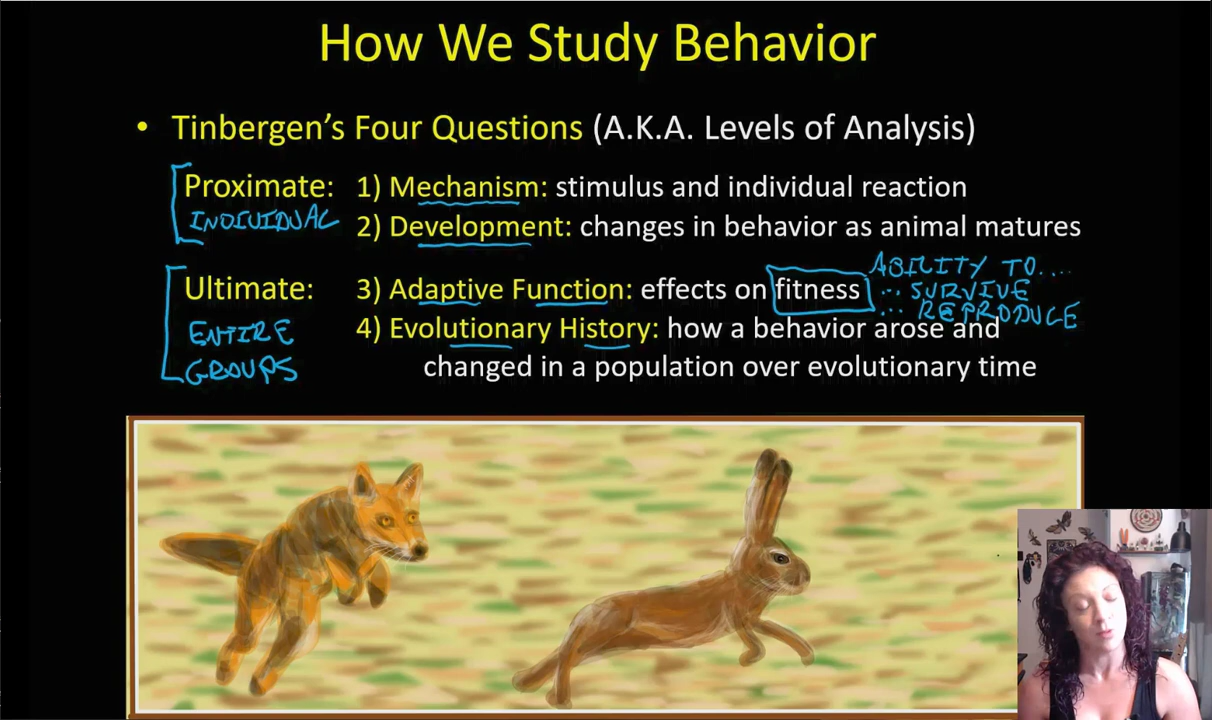 How We Study Behavior
• Tinbergen's Four Questions (A.K.A. Levels of Analysis)
Proximate: 1) Mechanism: stimulus and individual reaction
INDIVIDUAL
2) Development: changes in behavior as animal matures
ABILITY TO....
Ultimate: 3) Adaptive Function: effects on fitness ... SURVIVE
... REPRODUCE
ENTIRE
4) Evolutionary History: how a behavior arose and
GROUPS
changed in a population over evolutionary time